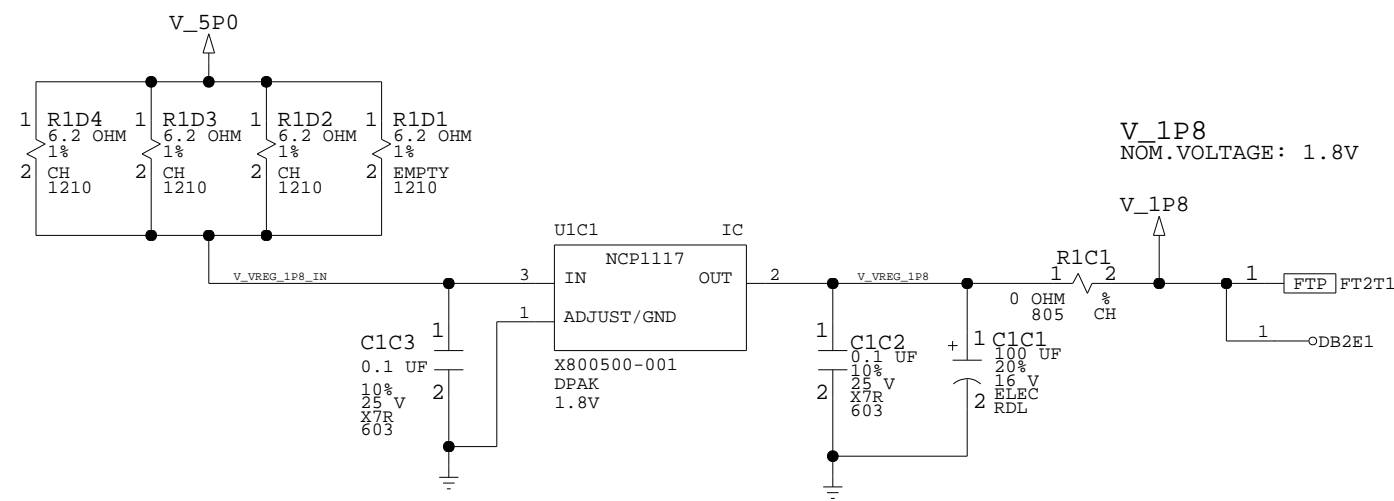 V_5P0
1 R1D4
6.2 OHM
1%
2 CH
1210
1 R1D3
6.2 OHM
1%
2 CH
1210
1 R1D2
6.2 OHM
1%
2 CH
1210
1 R1D1
6.2 OHM
1%
2 EMPTY
1210
V_1P8
NOM.VOLTAGE: 1.8V
V_1P8
U1C1 IC
NCP1117
V_VREG_1P8_IN 3 IN OUT 2 V_VREG_1P8
1 ADJUST/GND
X800500-001
DPAK
1.8V
1
C1C3
0.1 UF
2
10%
25 V
X7R
603
1
C1C2
0.1 UF
10%
2 25 V
X7R
603
+ 1 C1C1
100 UF
20%
16 V
2 ELEC
RDL
R1C1
1 2
0 OHM %
805 CH
1 FTP FT2T1
1 DB2E1